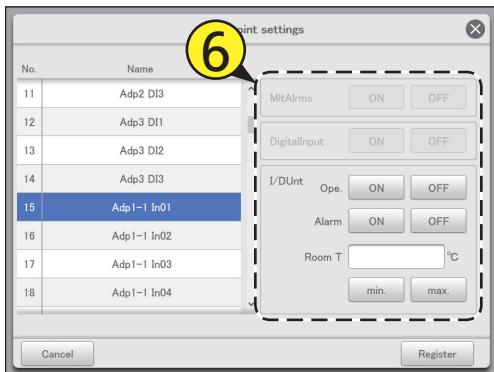 6
oint settings
No. Name
11 Adp2 DI3
12 Adp3 DI1
13 Adp3 DI2
14 Adp3 DI3
15 Adp1-1 In01
16 Adp1-1 In02
17 Adp1-1 In03
18 Adp1-1 In04
MltAlrms ON OFF
DigitalInput ON OFF
I/DUnt Ope. ON OFF
Alarm ON OFF
Room T ℃
min. max.
Cancel Register